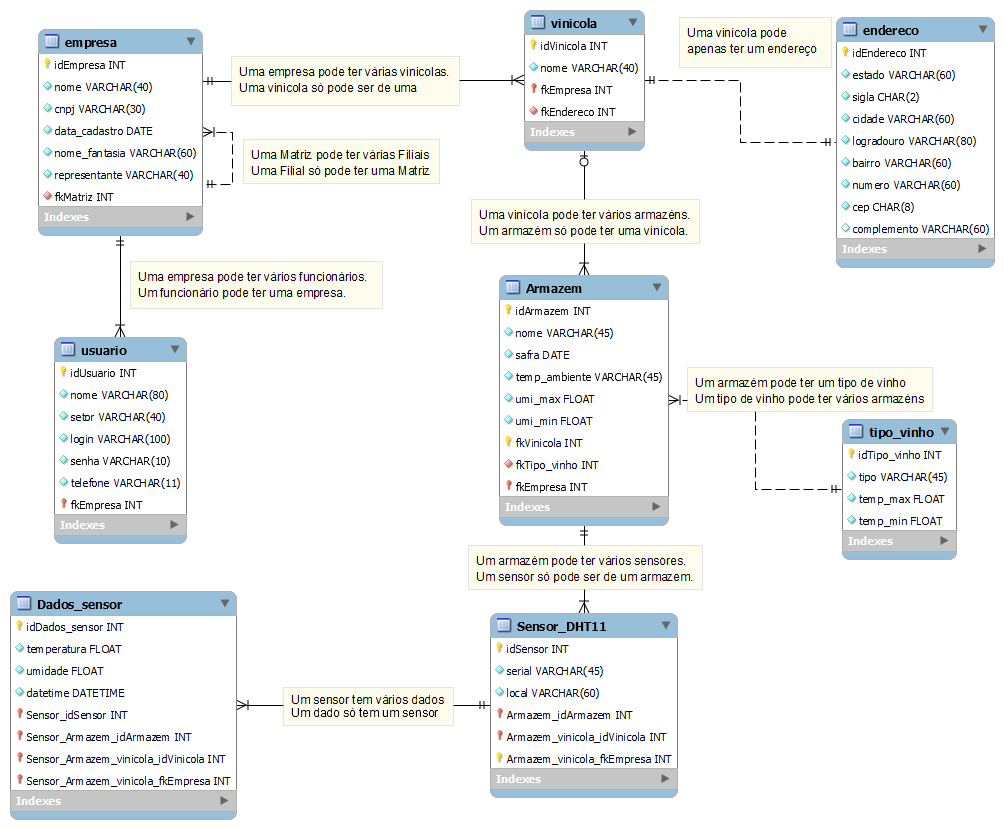 empresa
idEmpresa INT
nome VARCHAR(40)
cnpj VARCHAR(30)
data_cadastro DATE
nome_fantasia VARCHAR(60)
representante VARCHAR(40)
fkMatriz INT
Indexes
Uma empresa pode ter várias vinicolas.
Uma vinicola só pode ser de uma
Uma Matriz pode ter várias Filiais
Uma Filial só pode ter uma Matriz
vinicola
idVinicola INT
nome VARCHAR(40)
fkEmpresa INT
fkEndereco INT
Indexes
Uma vinícola pode
apenas ter um endereço
endereco
idEndereco INT
estado VARCHAR(60)
sigla CHAR(2)
cidade VARCHAR(60)
logradouro VARCHAR(80)
bairro VARCHAR(60)
numero VARCHAR(60)
cep CHAR(8)
complemento VARCHAR(60)
Indexes
Uma empresa pode ter vários funcionários.
Um funcionário pode ter uma empresa.
Uma vinícola pode ter vários armazéns.
Um armazém só pode ter uma vinícola.
usuario
idUsuario INT
nome VARCHAR(80)
setor VARCHAR(40)
login VARCHAR(100)
senha VARCHAR(10)
telefone VARCHAR(11)
fkEmpresa INT
Indexes
Armazem
idArmazem INT
nome VARCHAR(45)
safra DATE
temp_ambiente VARCHAR(45)
umi_max FLOAT
umi_min FLOAT
fkVinicola INT
fkTipo_vinho INT
fkEmpresa INT
Indexes
Um armazém pode ter um tipo de vinho
Um tipo de vinho pode ter vários armazéns
tipo_vinho
idTipo_vinho INT
tipo VARCHAR(45)
temp_max FLOAT
temp_min FLOAT
Indexes
Um armazém pode ter vários sensores.
Um sensor só pode ser de um armazem.
Dados_sensor
idDados_sensor INT
temperatura FLOAT
umidade FLOAT
datetime DATETIME
Sensor_idSensor INT
Sensor_Armazem_idArmazem INT
Sensor_Armazem_vinicola_idVinicola INT
Sensor_Armazem_vinicola_fkEmpresa INT
Indexes
Um sensor tem vários dados
Um dado só tem um sensor
Sensor_DHT11
idSensor INT
serial VARCHAR(45)
local VARCHAR(60)
Armazem_idArmazem INT
Armazem_vinicola_idVinicola INT
Armazem_vinicola_fkEmpresa INT
Indexes